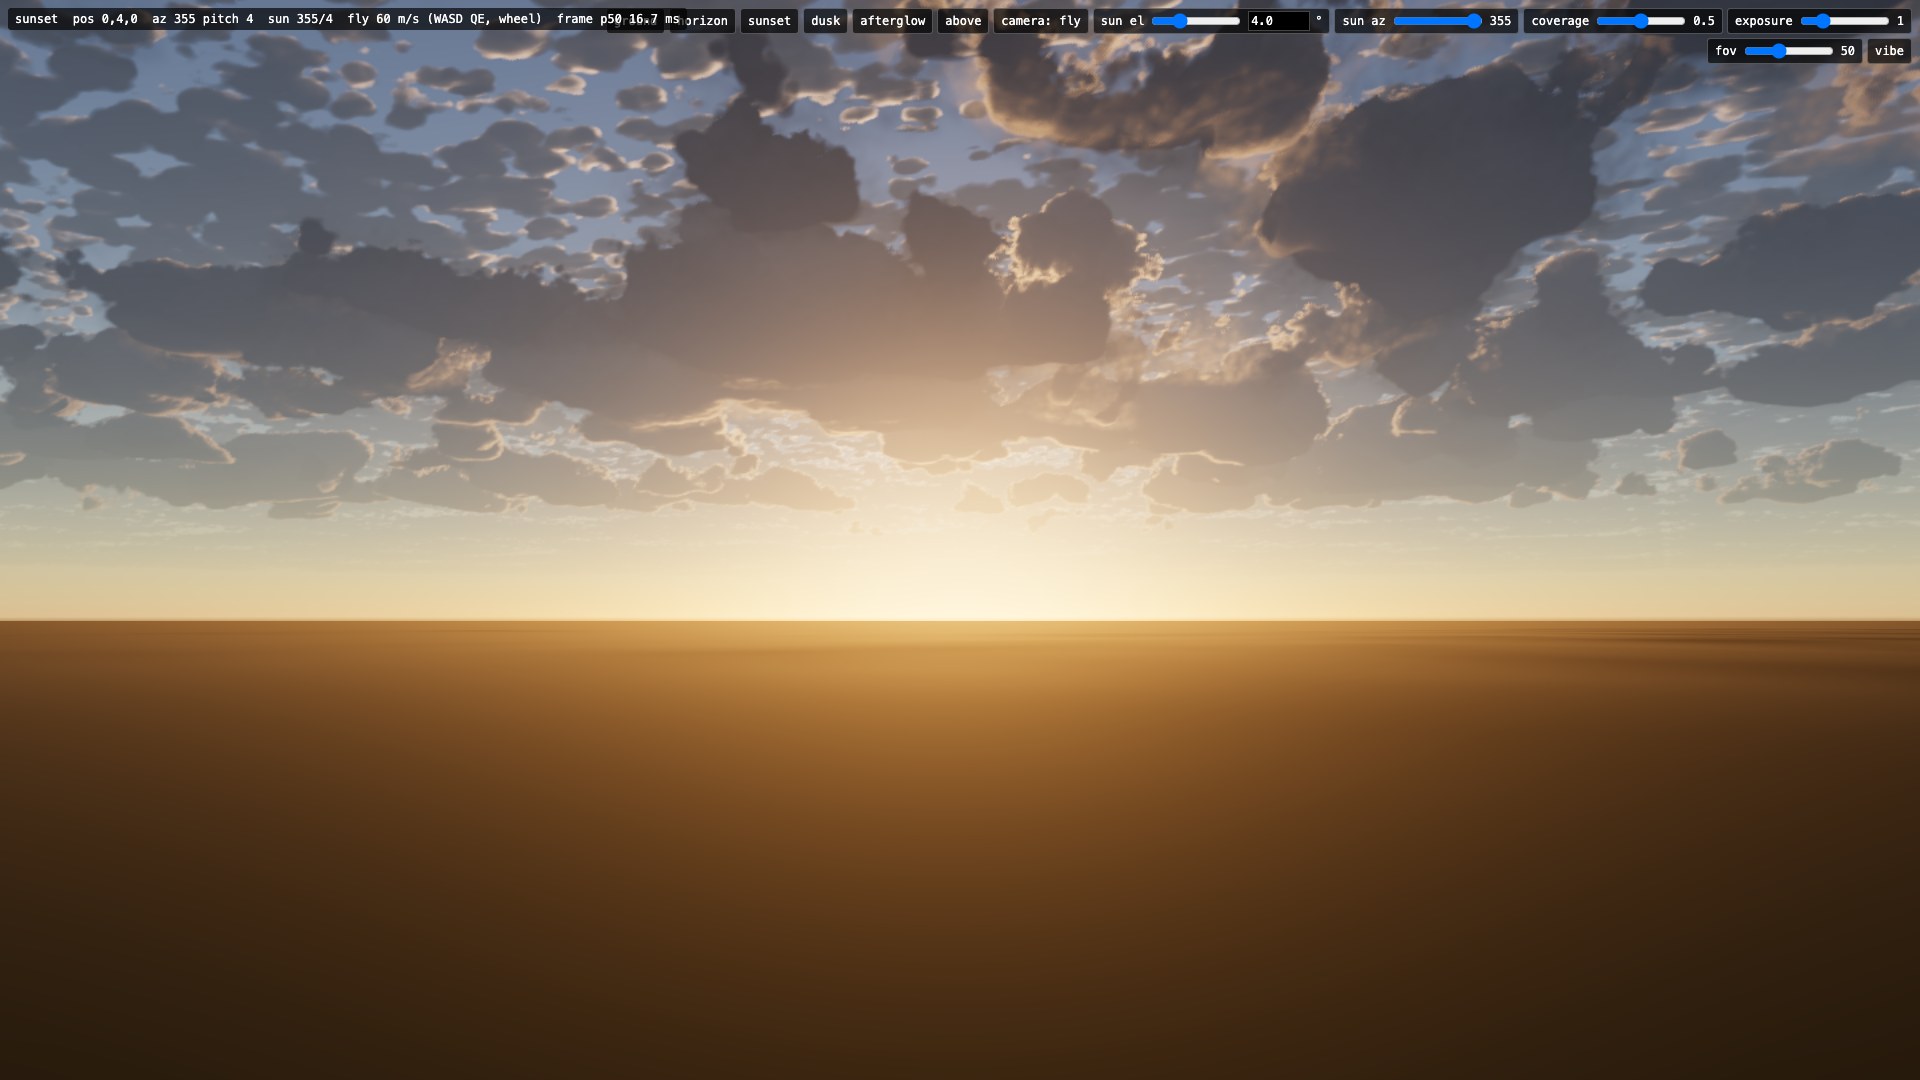 sunset pos 0,4,0 az 355 pitch 4 sun 355/4 fly 60 m/s (WASD QE, wheel) frame p50 16.7 ms
horizon sunset dusk afterglow above camera: fly sun el 4.0 ° sun az 355 coverage 0.5 exposure 1
fov 50 vibe